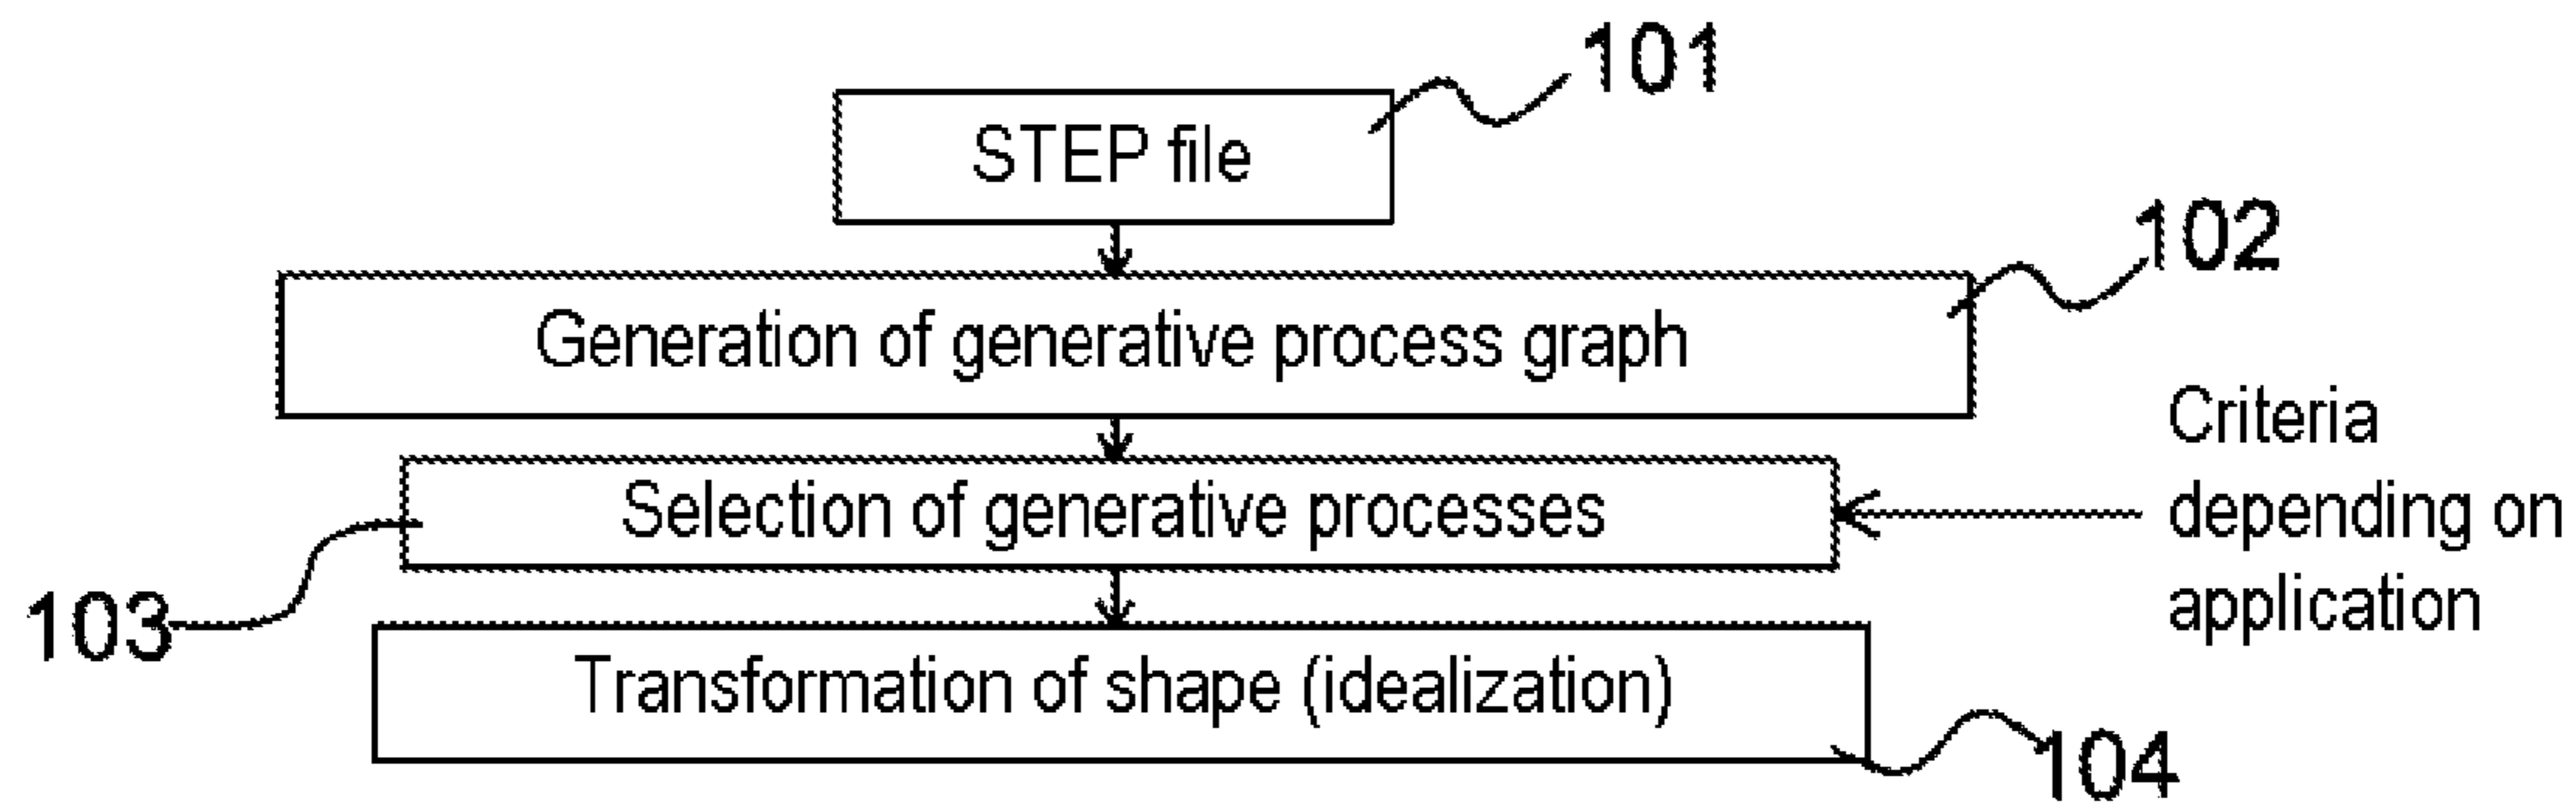 101
STEP file
102
Generation of generative process graph
Criteria
depending on
application
Selection of generative processes
103
Transformation of shape (idealization)
104